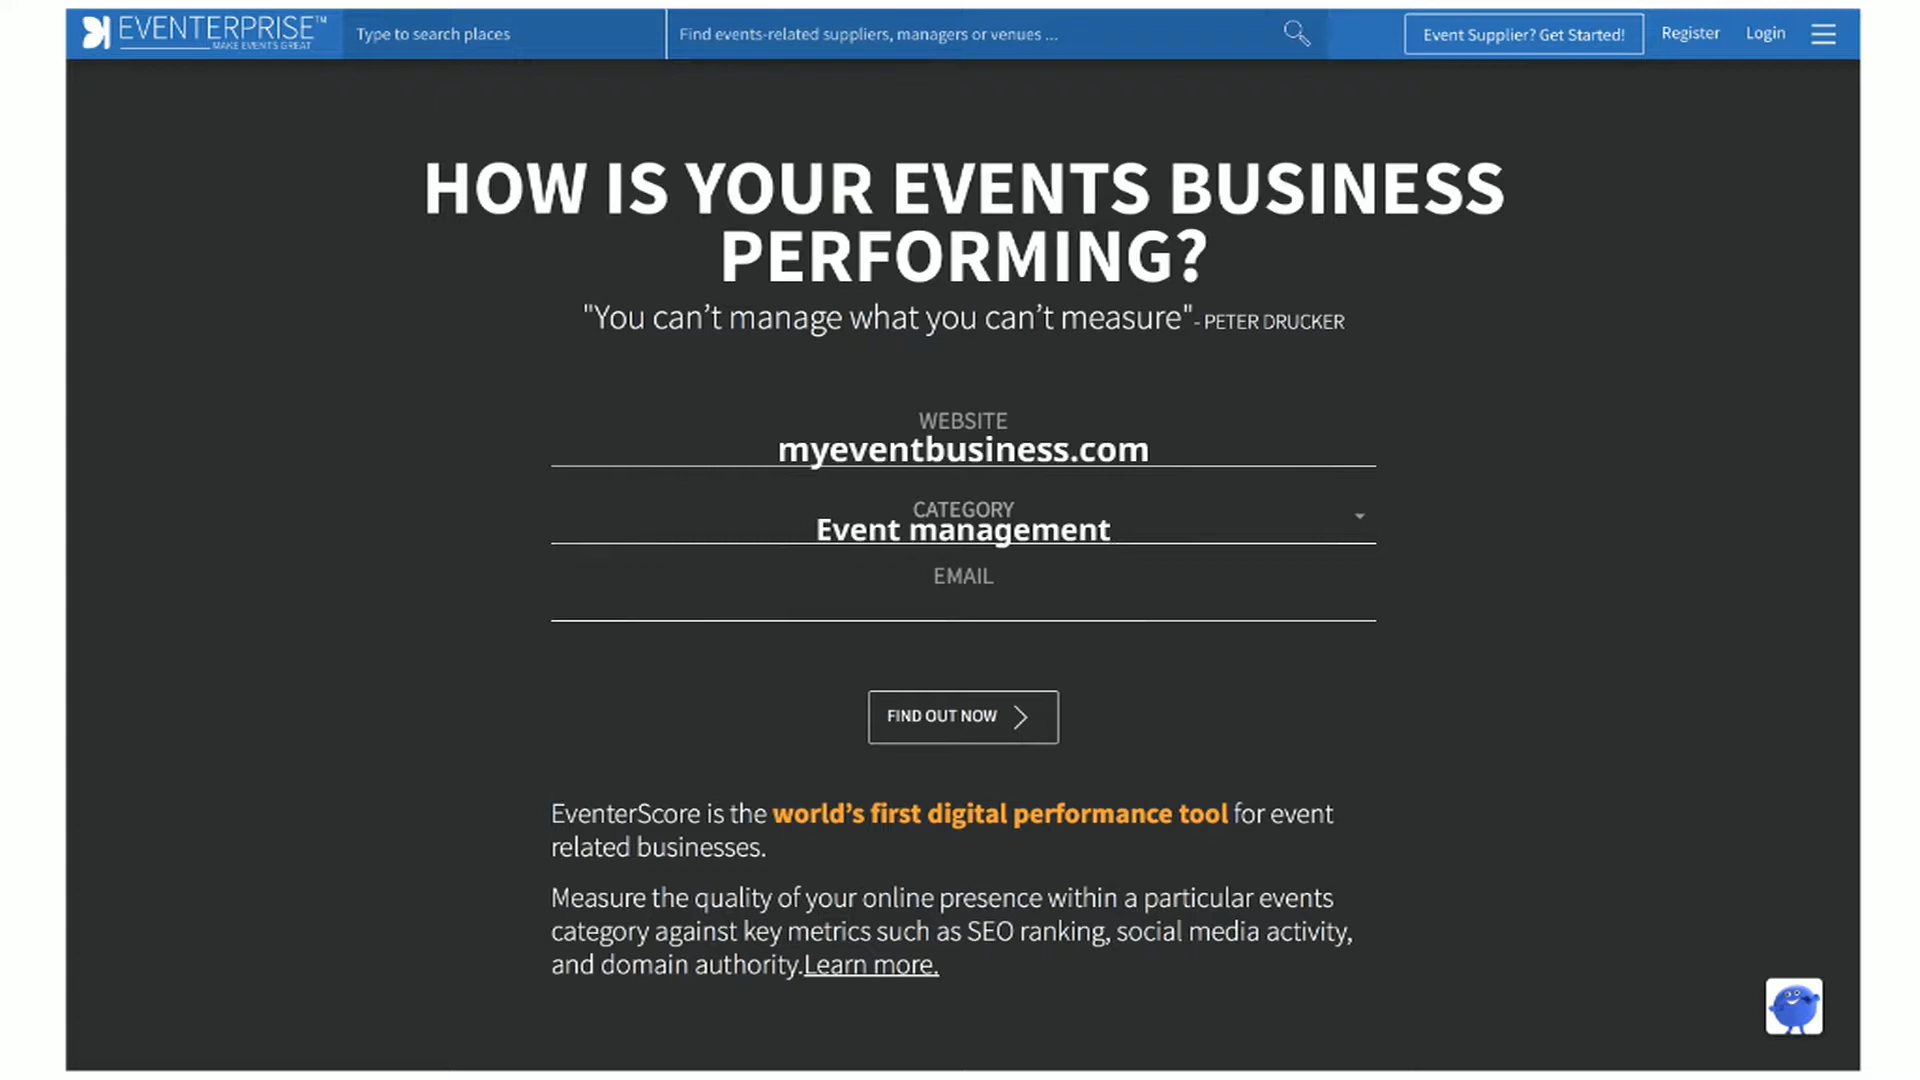 EVENTERPRISE™
MAKE EVENTS GREAT
Type to search places
Find events-related suppliers, managers or venues ...
Event Supplier? Get Started!
Register
Login
HOW IS YOUR EVENTS BUSINESS
PERFORMING?
"You can’t manage what you can’t measure" - PETER DRUCKER
WEBSITE
myeventbusiness.com
CATEGORY
Event management
EMAIL
FIND OUT NOW
EventerScore is the world’s first digital performance tool for event
related businesses.
Measure the quality of your online presence within a particular events
category against key metrics such as SEO ranking, social media activity,
and domain authority.Learn more.